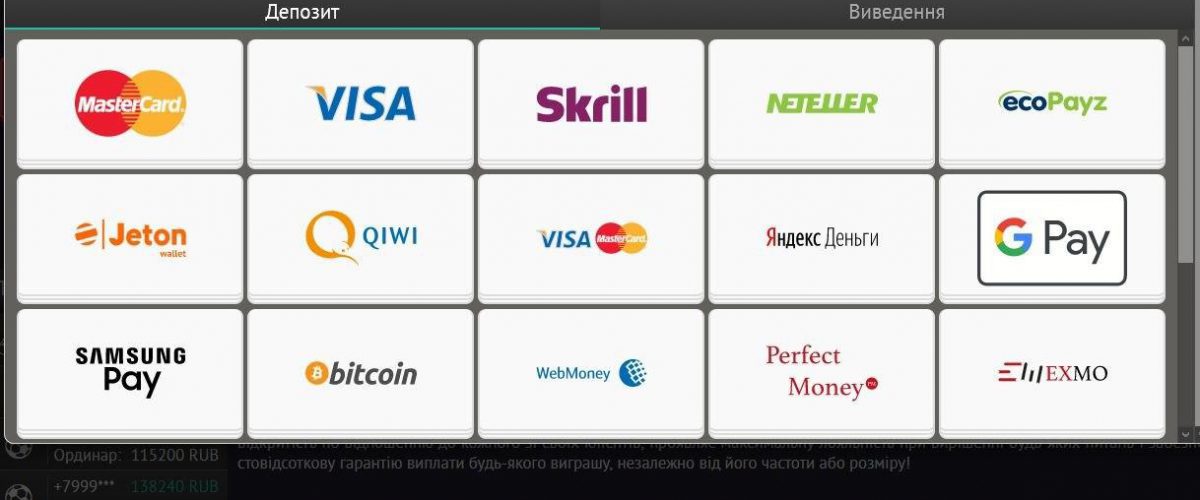 Депозит Виведення
MasterCard VISA Skrill NETELLER ecoPayz
Jeton wallet QIWI VISA MasterCard Яндекс Деньги G Pay
SAMSUNG Pay bitcoin WebMoney Perfect Money PM EXMO
Ординар: 115200 RUB
стовідсоткову гарантію виплати будь-якого виграшу, незалежно від його частоти або розміру!
+7999*** 138240 RUB